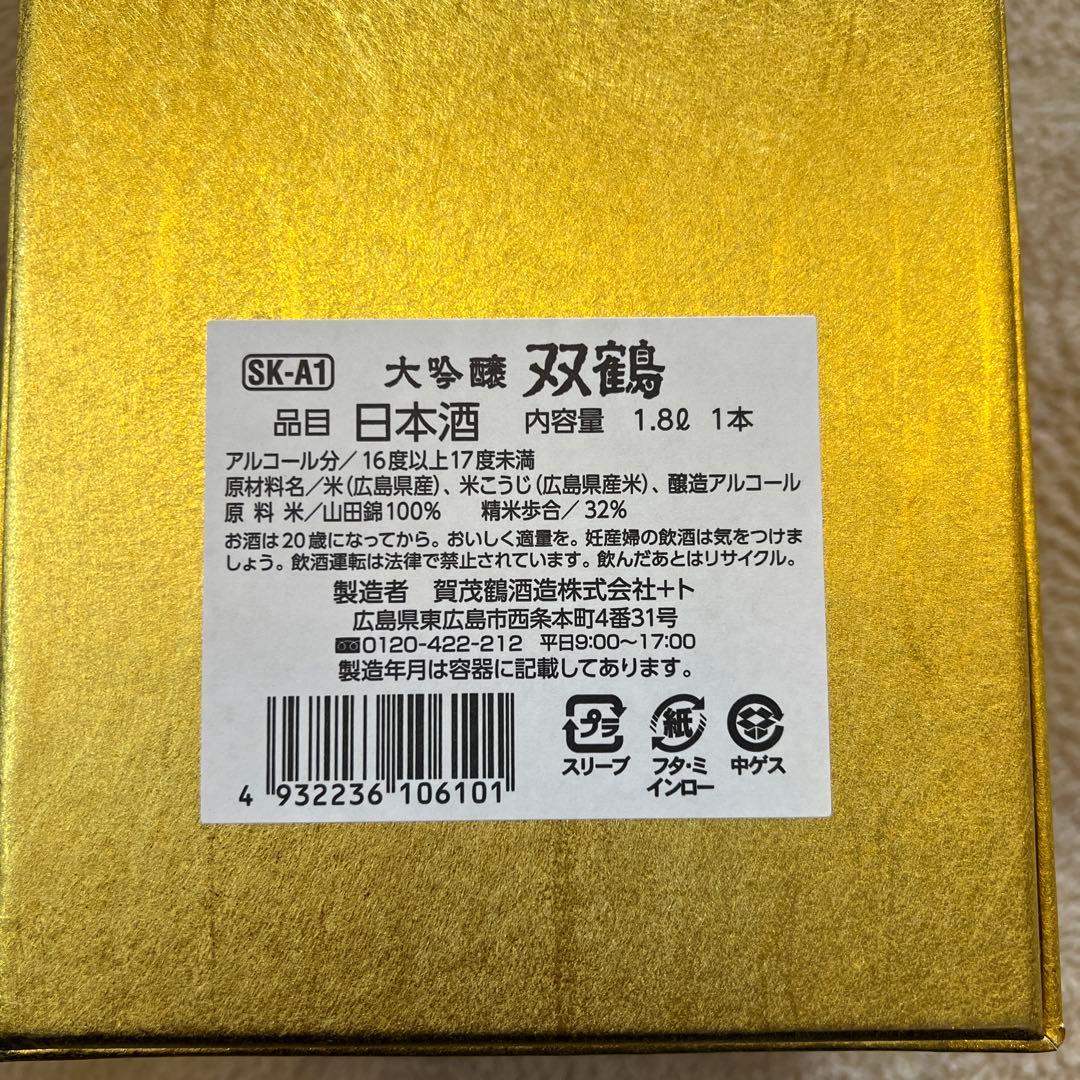 SK-A1 大吟醸 双鶴
品目 日本酒 内容量 1.8ℓ 1本
アルコール分/16度以上17度未満
原材料名/米(広島県産)、米こうじ(広島県産米)、醸造アルコール
原料米/山田錦100% 精米歩合/32%
お酒は20歳になってから。おいしく適量を。妊産婦の飲酒は気をつけま
しょう。飲酒運転は法律で禁止されています。飲んだあとはリサイクル。
製造者 賀茂鶴酒造株式会社+ト
広島県東広島市西条本町4番31号
0120-422-212 平日9:00〜17:00
製造年月は容器に記載してあります。
プラ 紙
スリーブ フタ・ミ 中ゲス
インロー
4 932236 106101